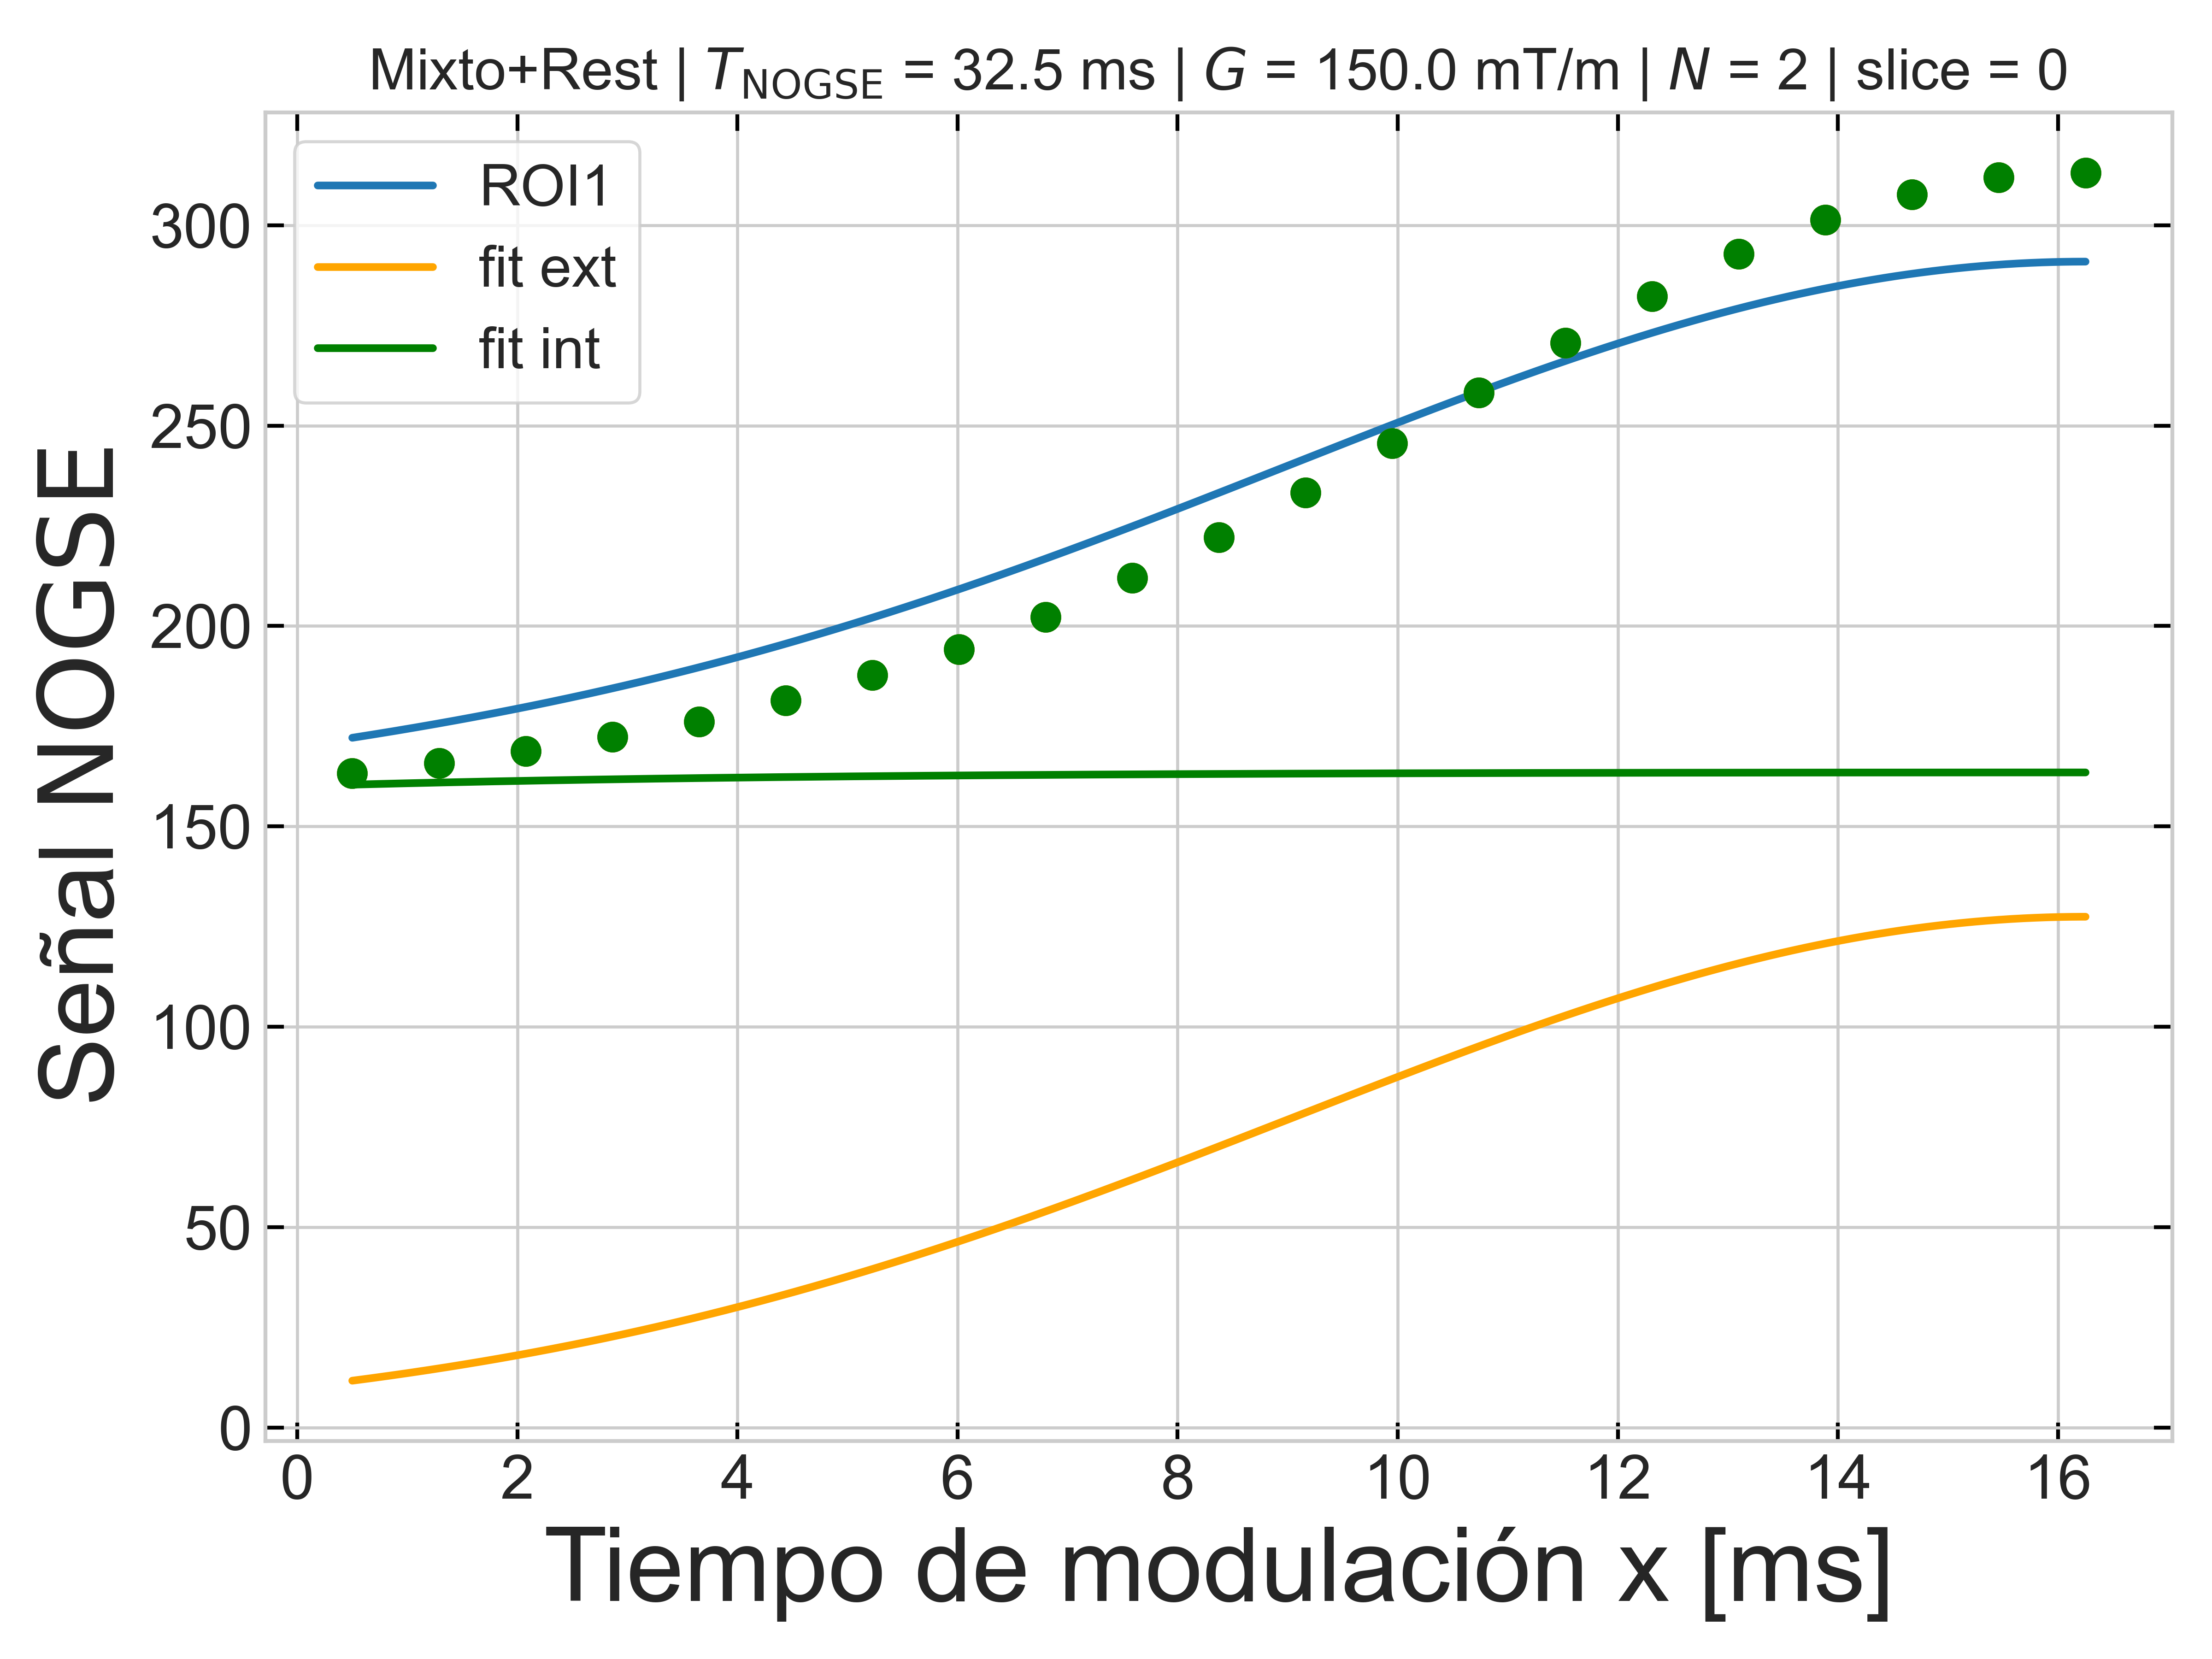 Mixto+Rest | T_NOGSE = 32.5 ms | G = 150.0 mT/m | N = 2 | slice = 0
ROI1
fit ext
fit int
Señal NOGSE
300
250
200
150
100
50
0
0 2 4 6 8 10 12 14 16
Tiempo de modulación x [ms]